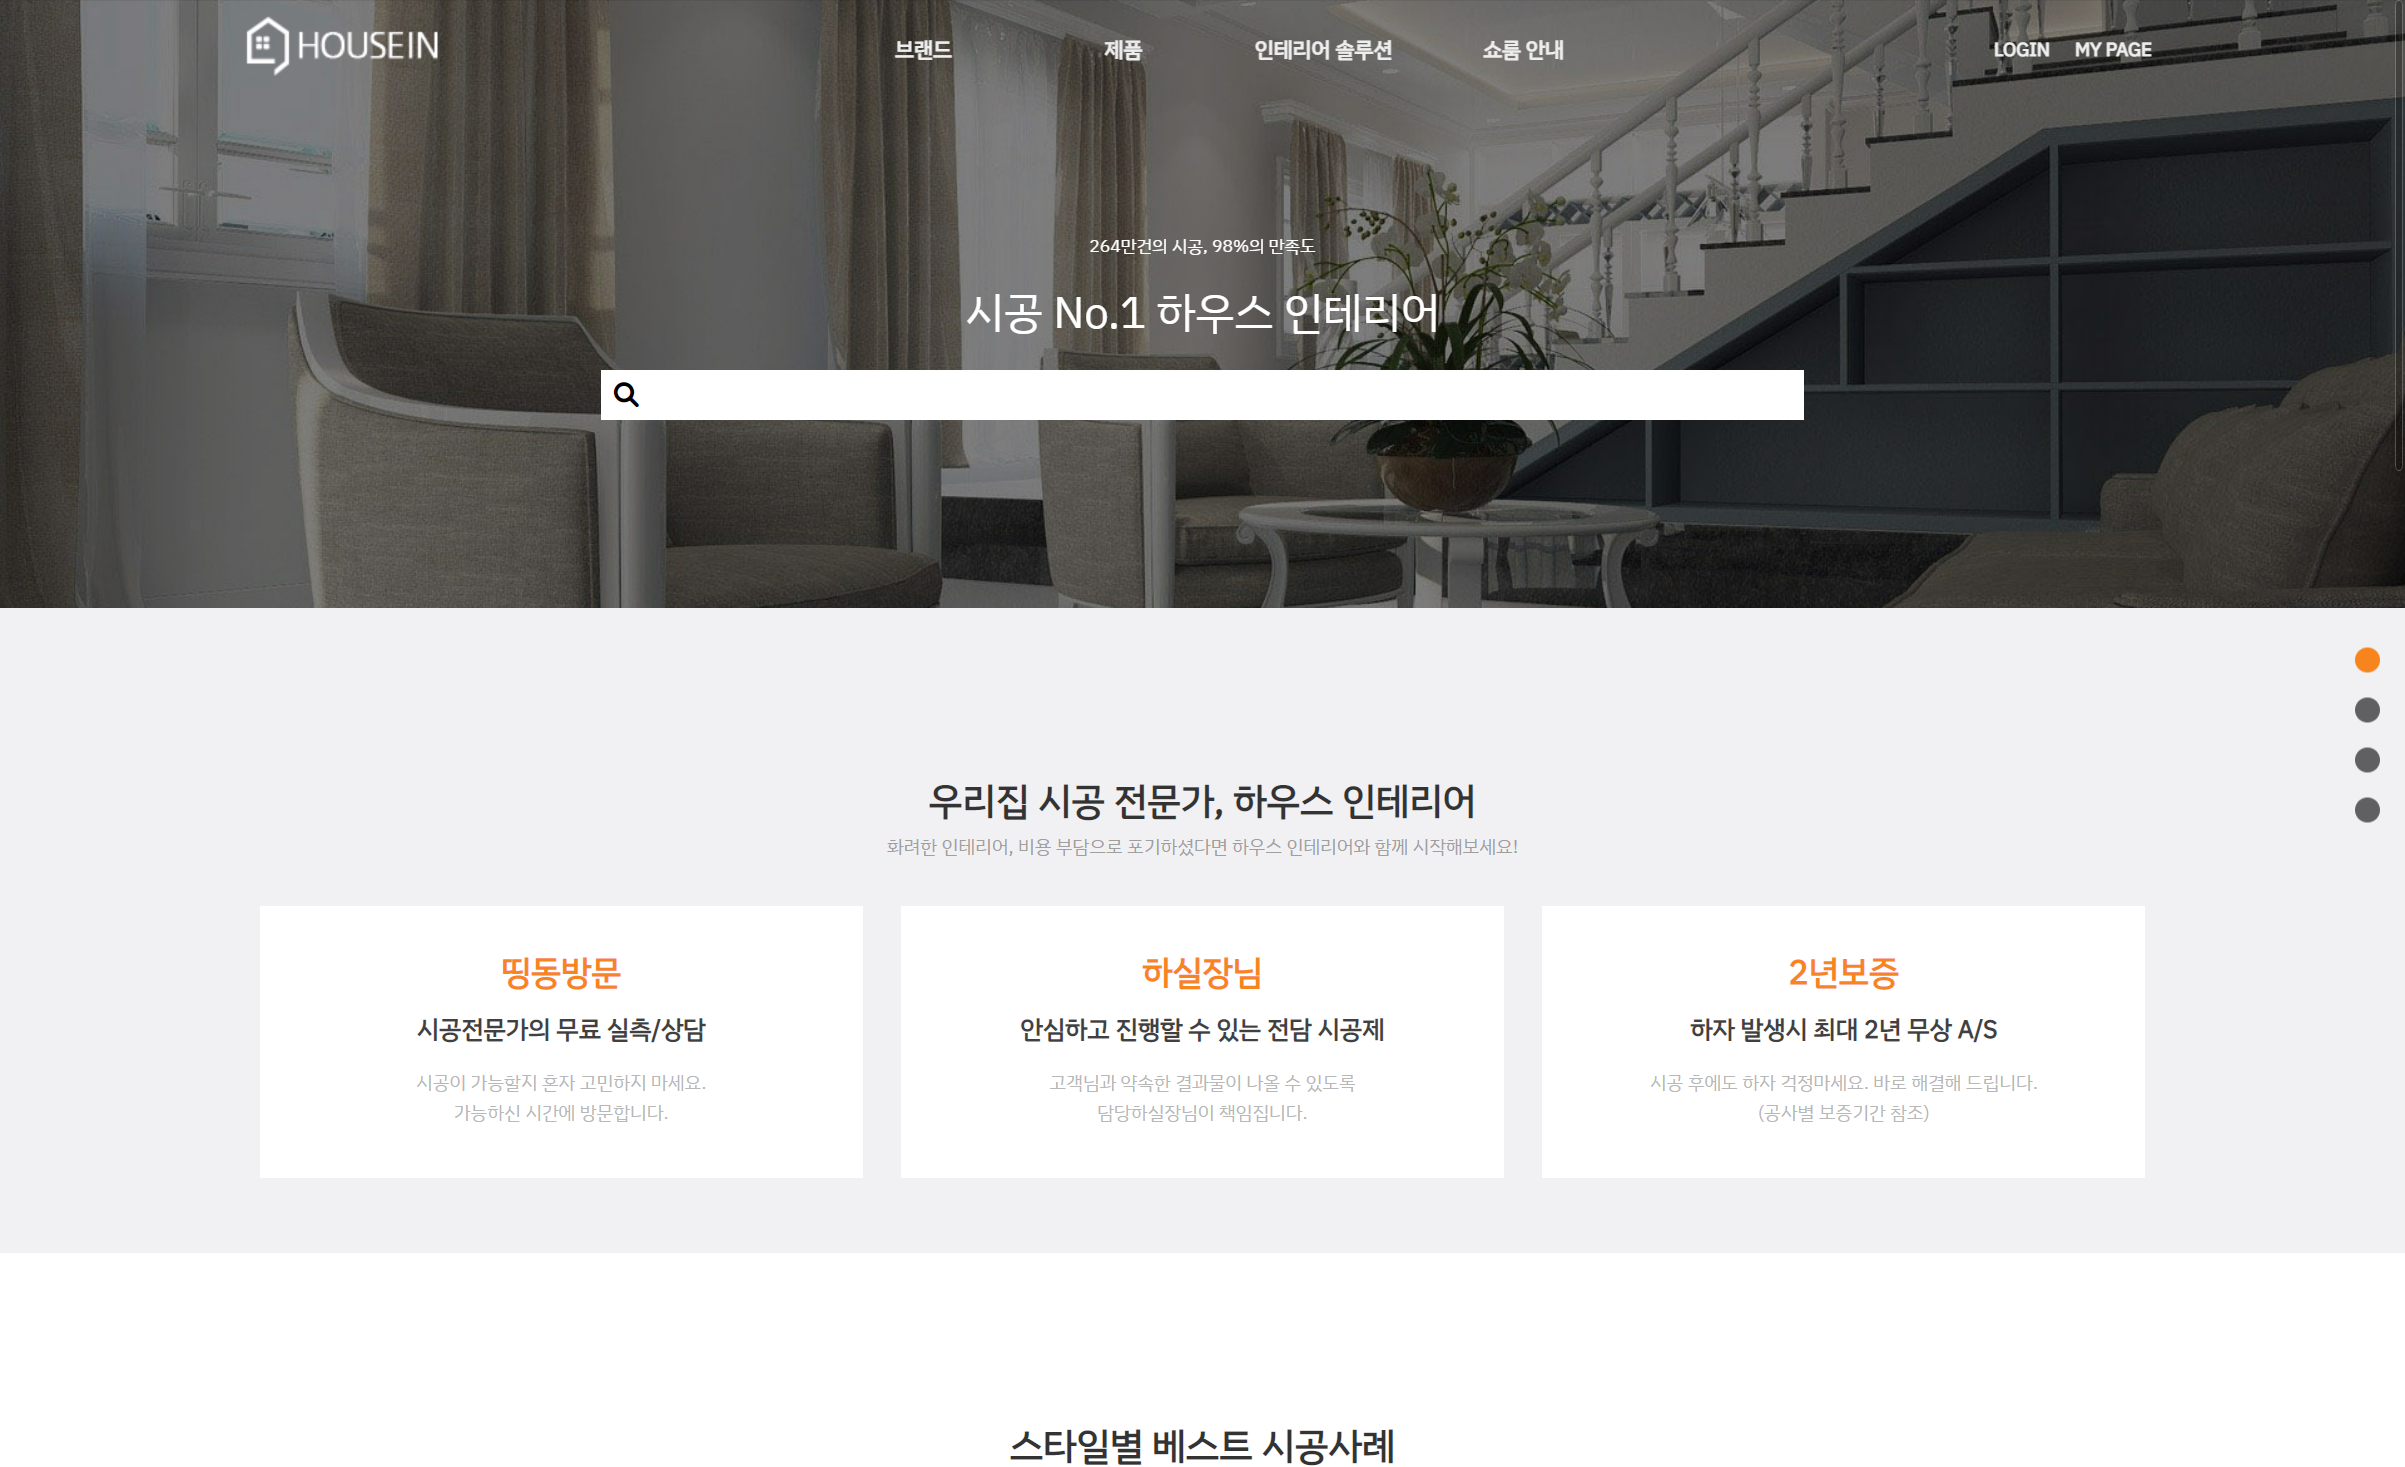 HOUSEIN
브랜드
제품
인테리어 솔루션
쇼룸 안내
LOGIN
MY PAGE
264만건의 시공, 98%의 만족도
시공 No.1 하우스 인테리어
우리집 시공 전문가, 하우스 인테리어
화려한 인테리어, 비용 부담으로 포기하셨다면 하우스 인테리어와 함께 시작해보세요!
띵동방문
시공전문가의 무료 실측/상담
시공이 가능할지 혼자 고민하지 마세요.
가능하신 시간에 방문합니다.
하실장님
안심하고 진행할 수 있는 전담 시공제
고객님과 약속한 결과물이 나올 수 있도록
담당하실장님이 책임집니다.
2년보증
하자 발생시 최대 2년 무상 A/S
시공 후에도 하자 걱정마세요. 바로 해결해 드립니다.
(공사별 보증기간 참조)
스타일별 베스트 시공사례